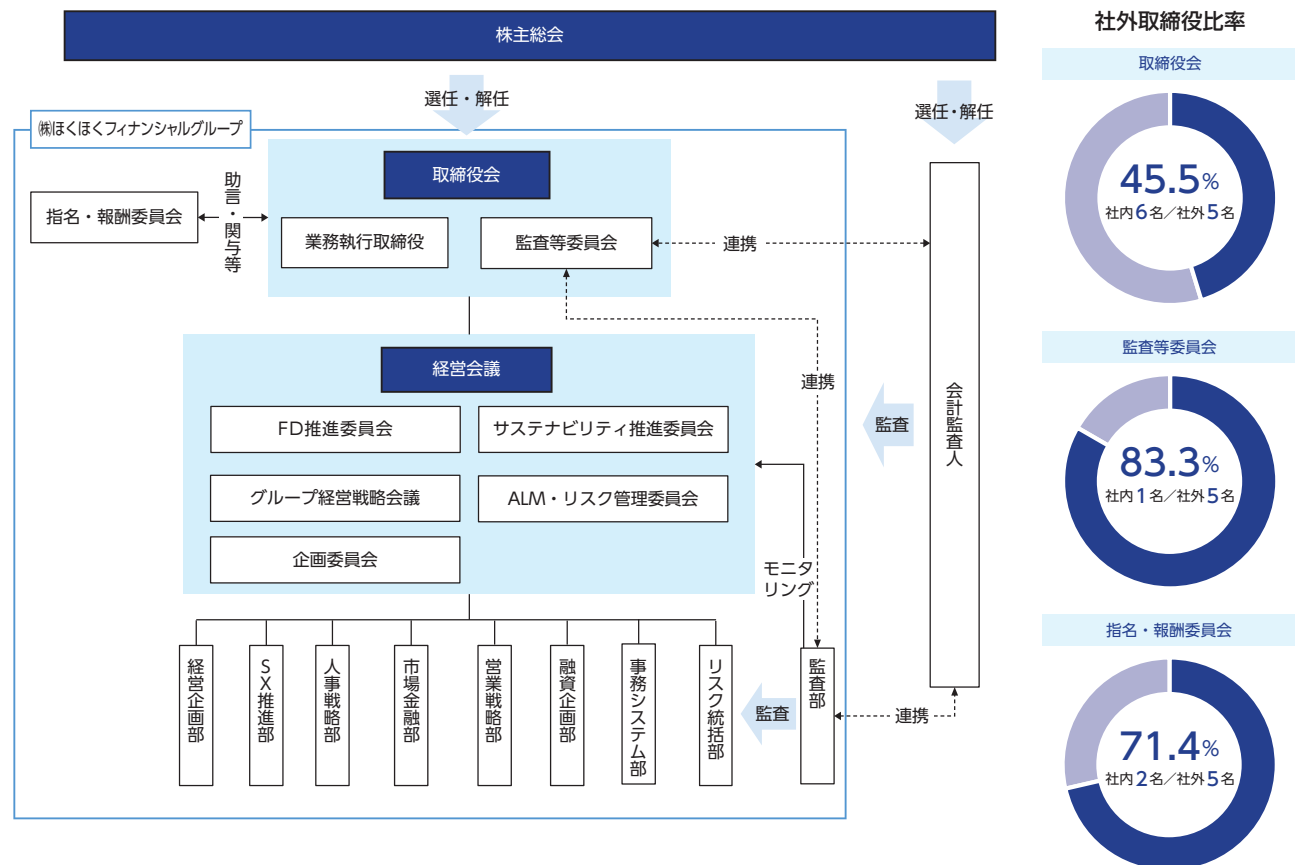 株主総会
選任・解任
選任・解任
㈱ほくほくフィナンシャルグループ
取締役会
指名・報酬委員会
助言・関与等
業務執行取締役
監査等委員会
連携
経営会議
連携
FD推進委員会
サステナビリティ推進委員会
グループ経営戦略会議
ALM・リスク管理委員会
企画委員会
監査
会計監査人
モニタ
リング
経営企画部
SX推進部
人事戦略部
市場金融部
営業戦略部
融資企画部
事務システム部
リスク統括部
監査
監査部
連携
社外取締役比率
取締役会
45.5%
社内6名／社外5名
監査等委員会
83.3%
社内1名／社外5名
指名・報酬委員会
71.4%
社内2名／社外5名